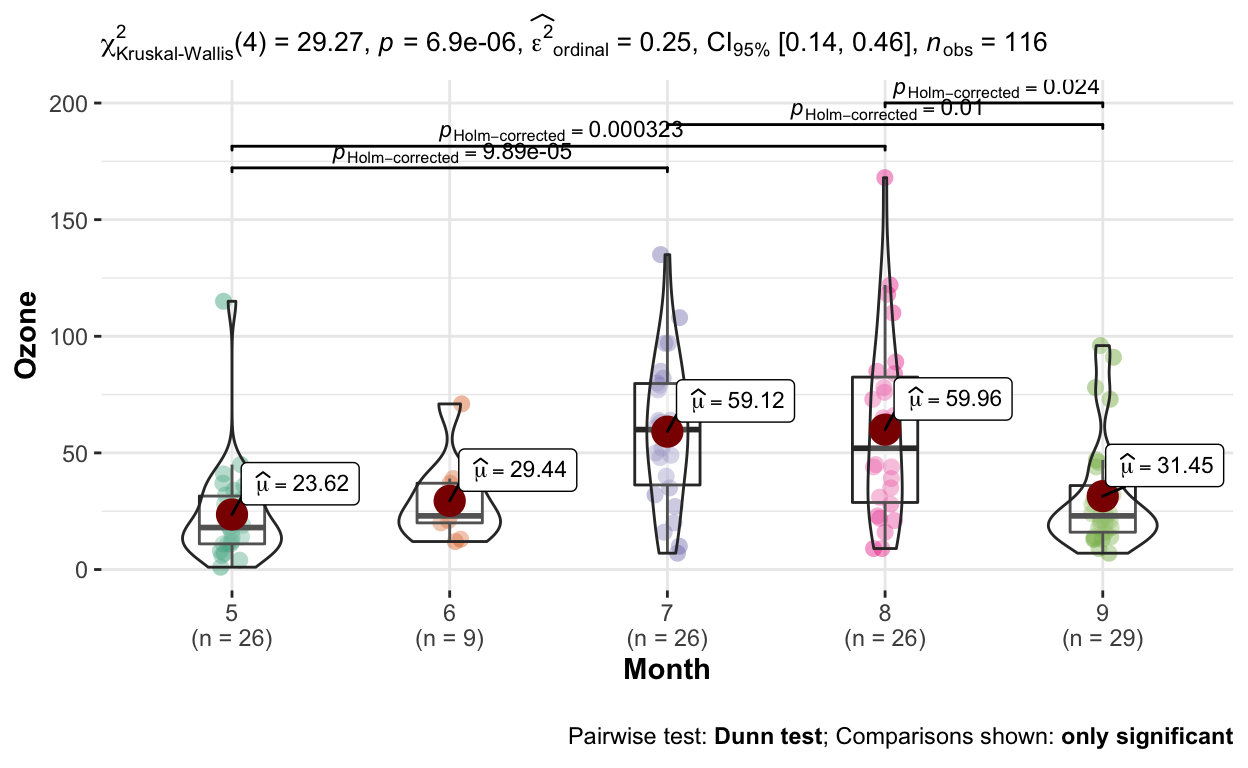 χ²Kruskal-Wallis(4) = 29.27, p = 6.9e-06, ε̂²ordinal = 0.25, CI95% [0.14, 0.46], nobs = 116
pHolm−corrected = 0.024
pHolm−corrected = 0.01
pHolm−corrected = 0.000323
pHolm−corrected = 9.89e-05
200
150
100
50
0
Ozone
μ̂ = 23.62
μ̂ = 29.44
μ̂ = 59.12
μ̂ = 59.96
μ̂ = 31.45
5 6 7 8 9
(n = 26) (n = 9) (n = 26) (n = 26) (n = 29)
Month
Pairwise test: Dunn test; Comparisons shown: only significant